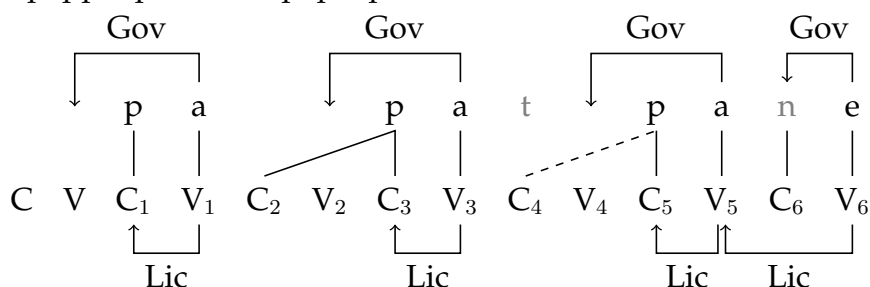 Gov Gov Gov Gov
p a p a t p a n e
C V C₁ V₁ C₂ V₂ C₃ V₃ C₄ V₄ C₅ V₅ C₆ V₆
Lic Lic Lic Lic